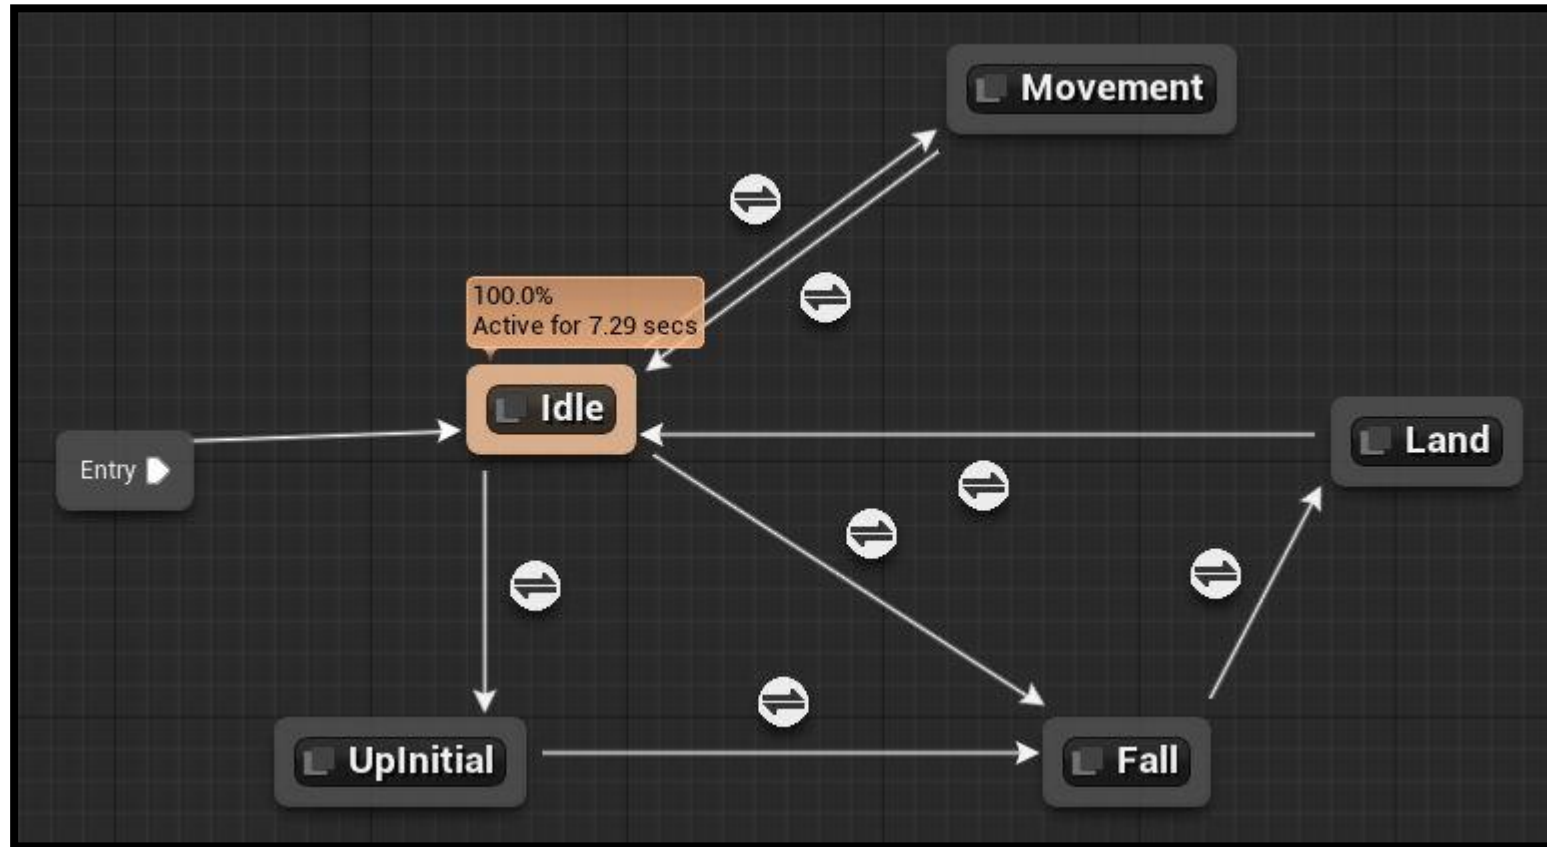 Movement
100.0%
Active for 7.29 secs
Idle
Entry
Land
UpInitial
Fall